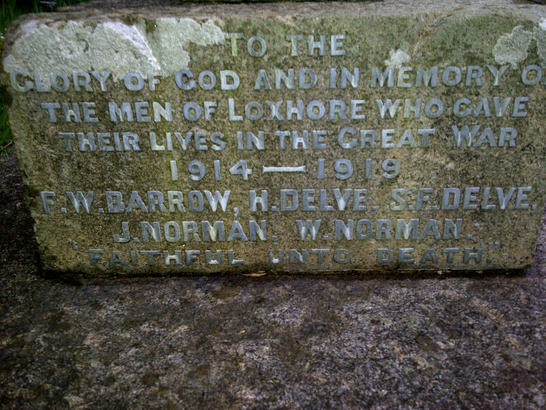 TO THE
GLORY OF GOD AND IN MEMORY O
THE MEN OF LOXHORE WHO GAVE
THEIR LIVES IN THE GREAT WAR
1914 — 1919
F.W. BARROW, H. DELVE, S.F. DELVE,
J. NORMAN, W. NORMAN.
"FAITHFUL UNTO DEATH."